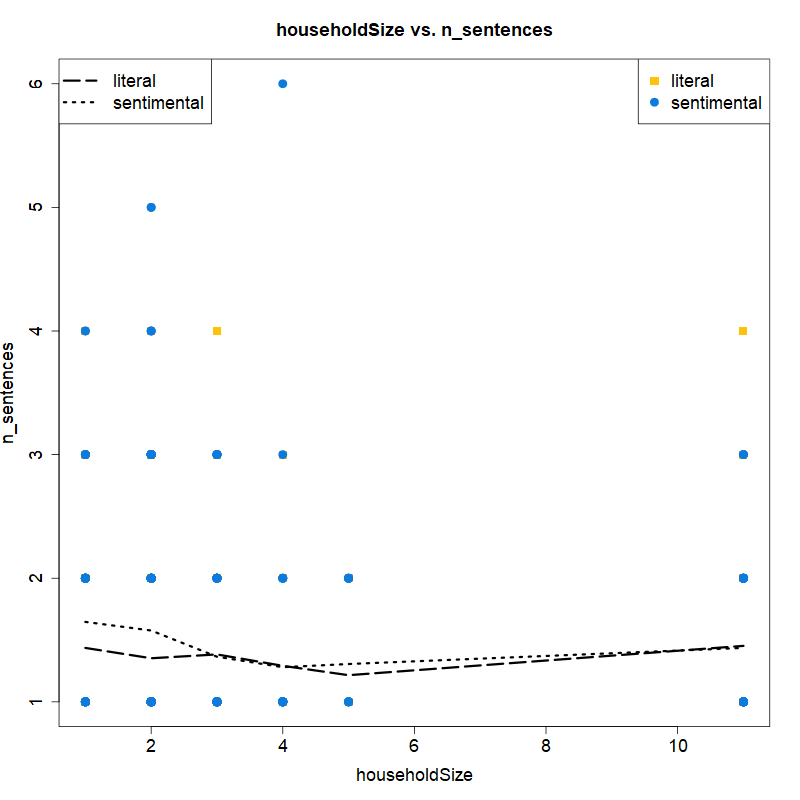 householdSize vs. n_sentences
literal
sentimental
literal
sentimental
6
5
4
3
2
1
n_sentences
2 4 6 8 10
householdSize